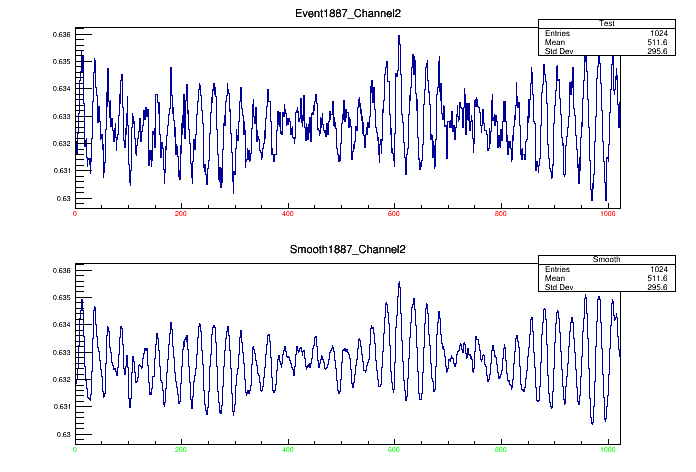 Event1887_Channel2
Test
Entries 1024
Mean 511.6
Std Dev 295.6
0.636
0.635
0.634
0.633
0.632
0.631
0.63
0 200 400 600 800 1000
Smooth1887_Channel2
Smooth
Entries 1024
Mean 511.6
Std Dev 295.6
0.636
0.635
0.634
0.633
0.632
0.631
0.63
0 200 400 600 800 1000